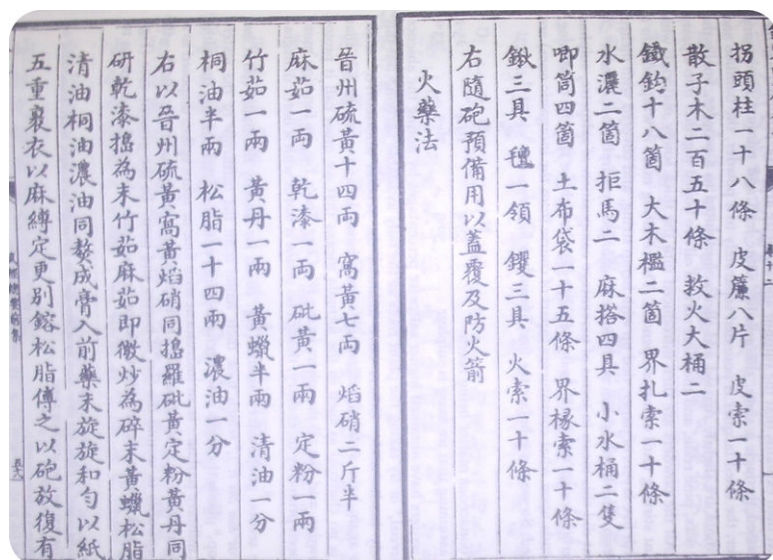 拐頭柱一十八條　皮簾八片　皮索一十條
散子木二百五十條　救火大桶二
鐵鈎十八箇　大木檻二箇　界扎索一十條
水濃二箇　拒馬二　麻搭四具　小水桶二隻
唧筒四箇　土布袋一十五條　界椽索一十條
鍬三具　氊一領　钁三具　火索一十條
右隨砲預備用以蓋覆及防火箭
火藥法
晉州硫黃十四兩　窩黃七兩　焰硝二斤半
麻茹一兩　乾漆一兩　砒黃一兩　定粉一兩
竹茹一兩　黃丹一兩　黃蠟半兩　清油一分
桐油半兩　松脂一十四兩　濃油一分
右以晉州硫黃窩黃焰硝同搗羅砒黃定粉黃丹同
研乾漆搗為末竹茹麻茹即微炒為碎末黃蠟松脂
清油桐油濃油同熬成膏入前藥末旋旋和勻以紙
五重裹衣以麻縛定更別鎔松脂傅之以砲放復有